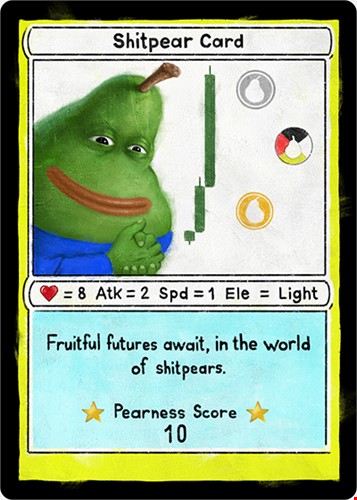 Shitpear Card
❤ = 8 Atk = 2 Spd = 1 Ele = Light
Fruitful futures await, in the world
of shitpears.
⭐ Pearness Score ⭐
10